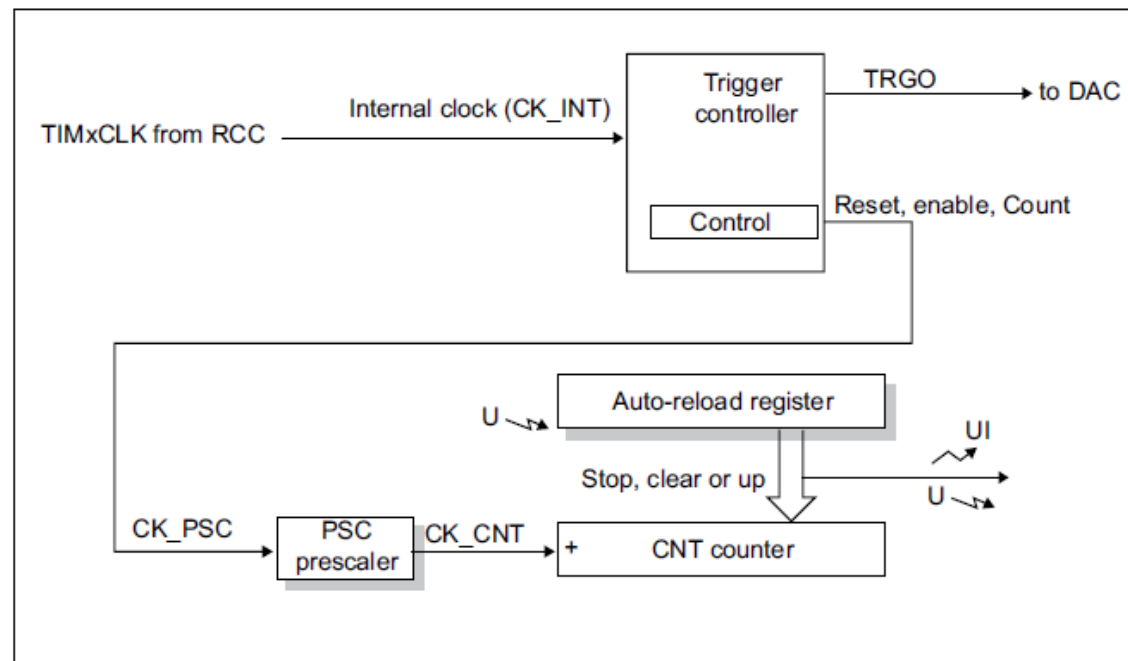 Trigger
controller
TRGO
to DAC
Internal clock (CK_INT)
TIMxCLK from RCC
Control
Reset, enable, Count
Auto-reload register
U
UI
Stop, clear or up
U
CK_PSC
PSC
prescaler
CK_CNT
+
CNT counter